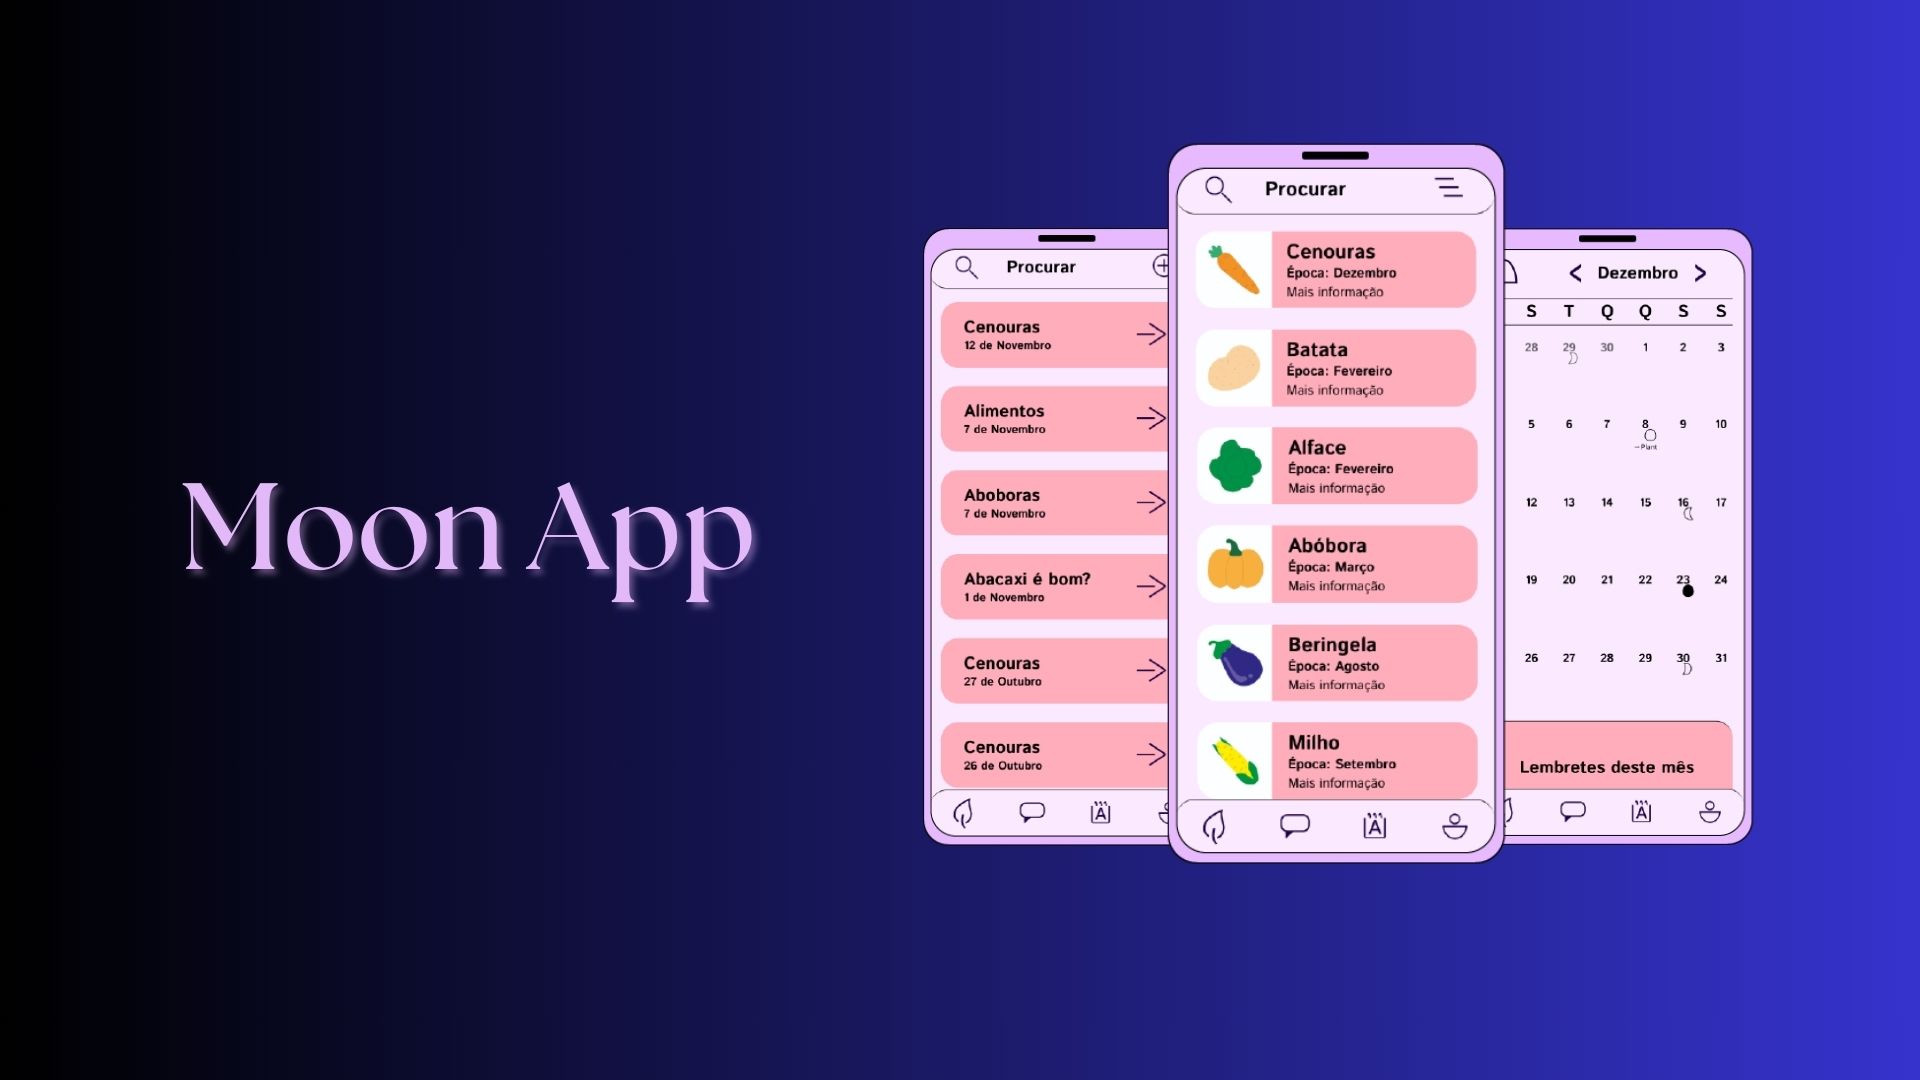 Moon App
Procurar
Cenouras
12 de Novembro
Alimentos
7 de Novembro
Aboboras
7 de Novembro
Abacaxi é bom?
1 de Novembro
Cenouras
27 de Outubro
Cenouras
26 de Outubro
A
Procurar
Cenouras
Época: Dezembro
Mais informação
Batata
Época: Fevereiro
Mais informação
Alface
Época: Fevereiro
Mais informação
Abóbora
Época: Março
Mais informação
Beringela
Época: Agosto
Mais informação
Milho
Época: Setembro
Mais informação
A
< Dezembro >
S T Q Q S S
28 29 30 1 2 3
5 6 7 8 9 10
Plant
12 13 14 15 16 17
19 20 21 22 23 24
26 27 28 29 30 31
Lembretes deste mês
A